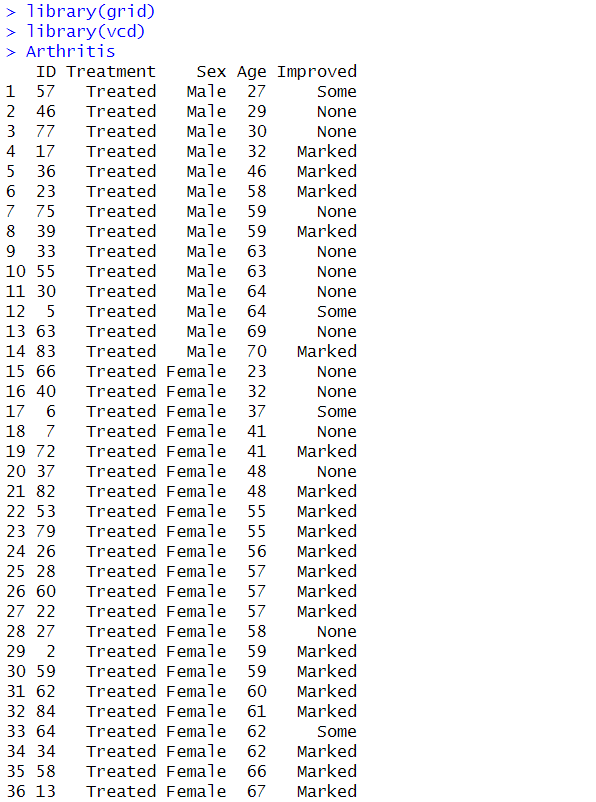 > library(grid)
> library(vcd)
> Arthritis
   ID Treatment    Sex Age Improved
1  57   Treated   Male  27     Some
2  46   Treated   Male  29     None
3  77   Treated   Male  30     None
4  17   Treated   Male  32   Marked
5  36   Treated   Male  46   Marked
6  23   Treated   Male  58   Marked
7  75   Treated   Male  59     None
8  39   Treated   Male  59   Marked
9  33   Treated   Male  63     None
10 55   Treated   Male  63     None
11 30   Treated   Male  64     None
12  5   Treated   Male  64     Some
13 63   Treated   Male  69     None
14 83   Treated   Male  70   Marked
15 66   Treated Female  23     None
16 40   Treated Female  32     None
17  6   Treated Female  37     Some
18  7   Treated Female  41     None
19 72   Treated Female  41   Marked
20 37   Treated Female  48     None
21 82   Treated Female  48   Marked
22 53   Treated Female  55   Marked
23 79   Treated Female  55   Marked
24 26   Treated Female  56   Marked
25 28   Treated Female  57   Marked
26 60   Treated Female  57   Marked
27 22   Treated Female  57   Marked
28 27   Treated Female  58     None
29  2   Treated Female  59   Marked
30 59   Treated Female  59   Marked
31 62   Treated Female  60   Marked
32 84   Treated Female  61   Marked
33 64   Treated Female  62     Some
34 34   Treated Female  62   Marked
35 58   Treated Female  66   Marked
36 13   Treated Female  67   Marked